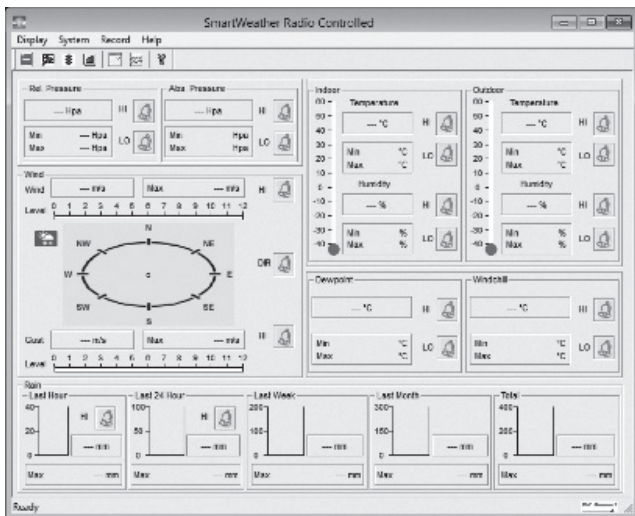 SmartWeather Radio Controlled
Display System Record Help
Rel. Pressure
--- Hpa
HI
Min --- Hpa
Max --- Hpa
LO
Abs. Pressure
--- Hpa
HI
Min Hpa
Max Hpa
LO
Indoor
60
50
40
30
20
10
0
-10
-20
-30
-40
Temperature
--- °C
HI
Min °C
Max °C
LO
Humidity
--- %
HI
Min %
Max %
LO
Outdoor
60
50
40
30
20
10
0
-10
-20
-30
-40
Temperature
--- °C
HI
Min °C
Max °C
LO
Humidity
--- %
HI
Min %
Max %
LO
Wind
Wind --- m/s Max --- m/s HI
Level 0 1 2 3 4 5 6 7 8 9 10 11 12
N
NW NE
W E
SW SE
S
DIR
Gust --- m/s Max --- m/s HI
Level 0 1 2 3 4 5 6 7 8 9 10 11 12
Dewpoint
--- °C
HI
Min °C
Max °C
LO
Windchill
--- °C
HI
Min °C
Max °C
LO
Rain
Last Hour
40
20
0
HI
--- mm
Max --- mm
Last 24 Hour
100
50
0
HI
--- mm
Max --- mm
Last Week
200
100
0
--- mm
Max --- mm
Last Month
300
150
0
--- mm
Max --- mm
Total
400
200
0
--- mm
Max --- mm
Ready